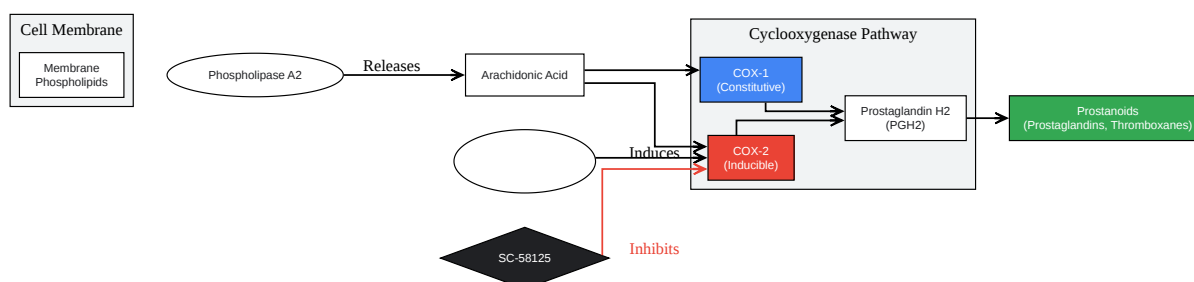 Cell Membrane
Membrane
Phospholipids
Phospholipase A2
Releases
Arachidonic Acid
Cyclooxygenase Pathway
COX-1
(Constitutive)
Prostaglandin H2
(PGH2)
Prostanoids
(Prostaglandins, Thromboxanes)
Induces
COX-2
(Inducible)
SC-58125
Inhibits